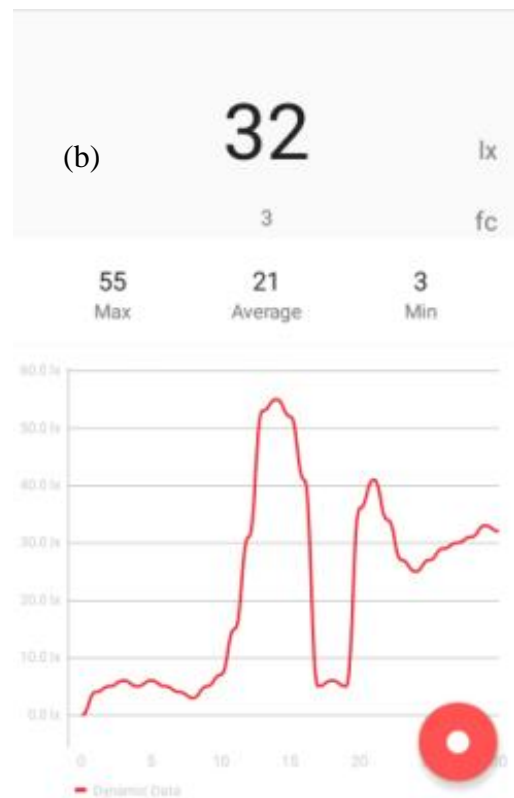 32
(b)
lx
3
fc
55 21 3
Max Average Min
60.0 lx
50.0 lx
40.0 lx
30.0 lx
20.0 lx
10.0 lx
0.0 lx
0 5 10 15 20
Dynamic Data